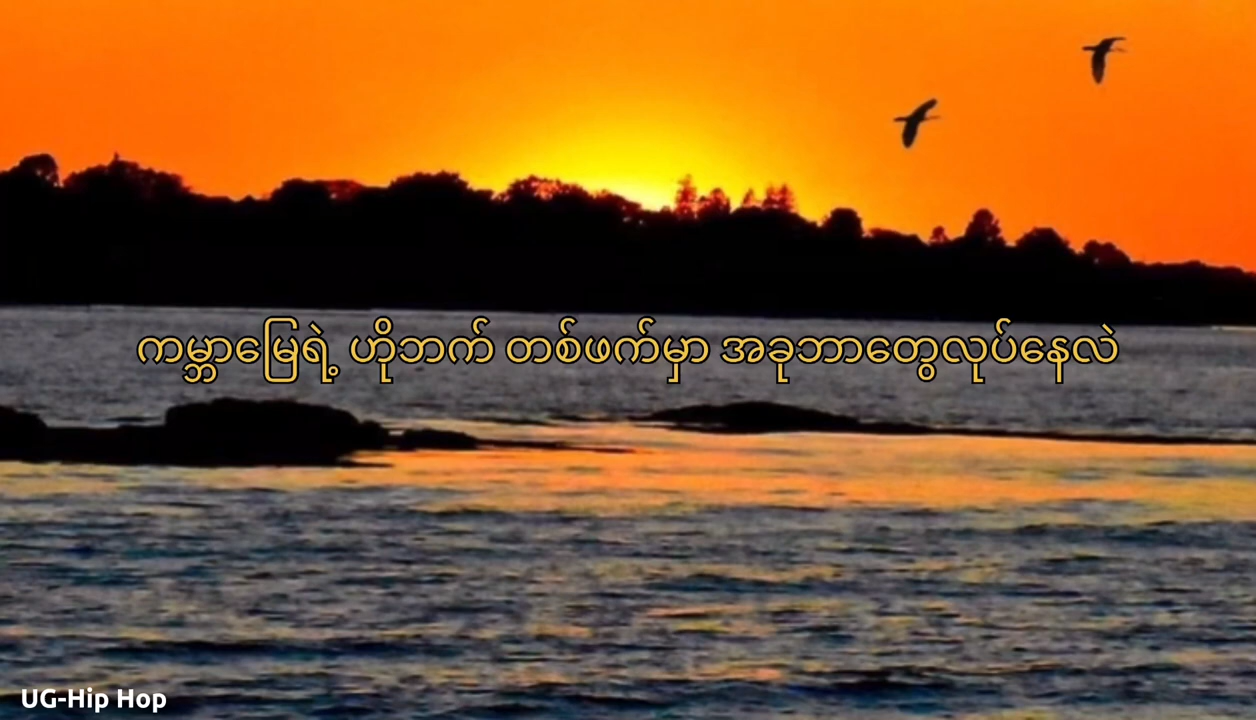 ကမ္ဘာမြေရဲ့ ဟိုဘက် တစ်ဖက်မှာ အခုဘာတွေလုပ်နေလဲ
UG-Hip Hop